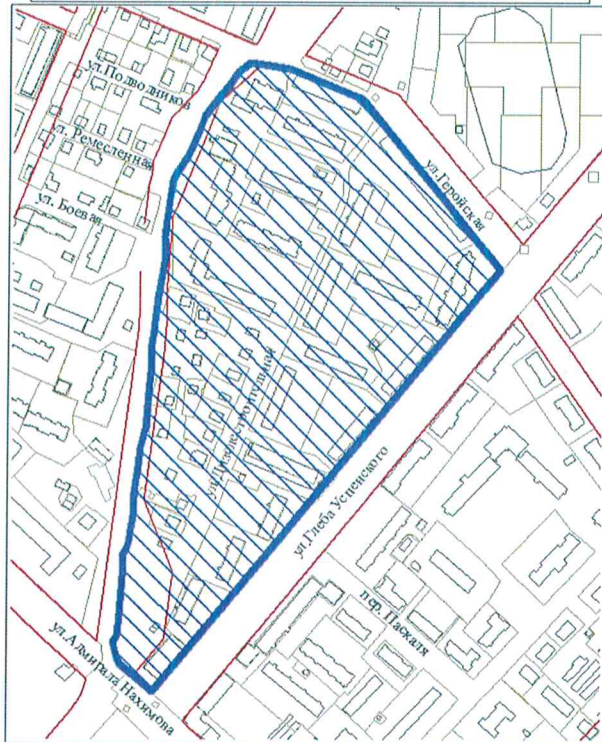 ул.Подводников
ул. Ремесленная
ул. Боевая
ул.Геройская
ул.Глеба Успенского
пер. Паскаля
ул.Адмирала Нахимова